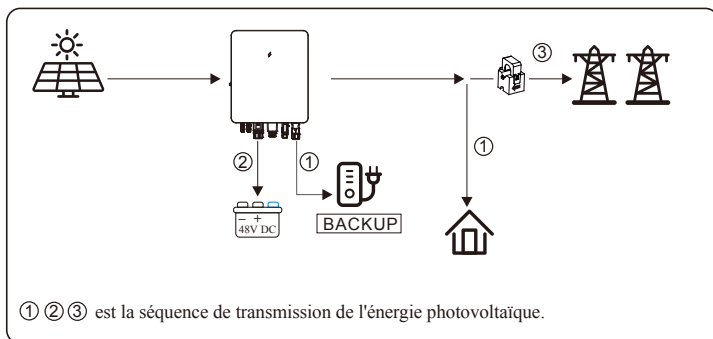 ③
① 
② ①
48V DC
BACKUP
① ② ③ est la séquence de transmission de l'énergie photovoltaïque.